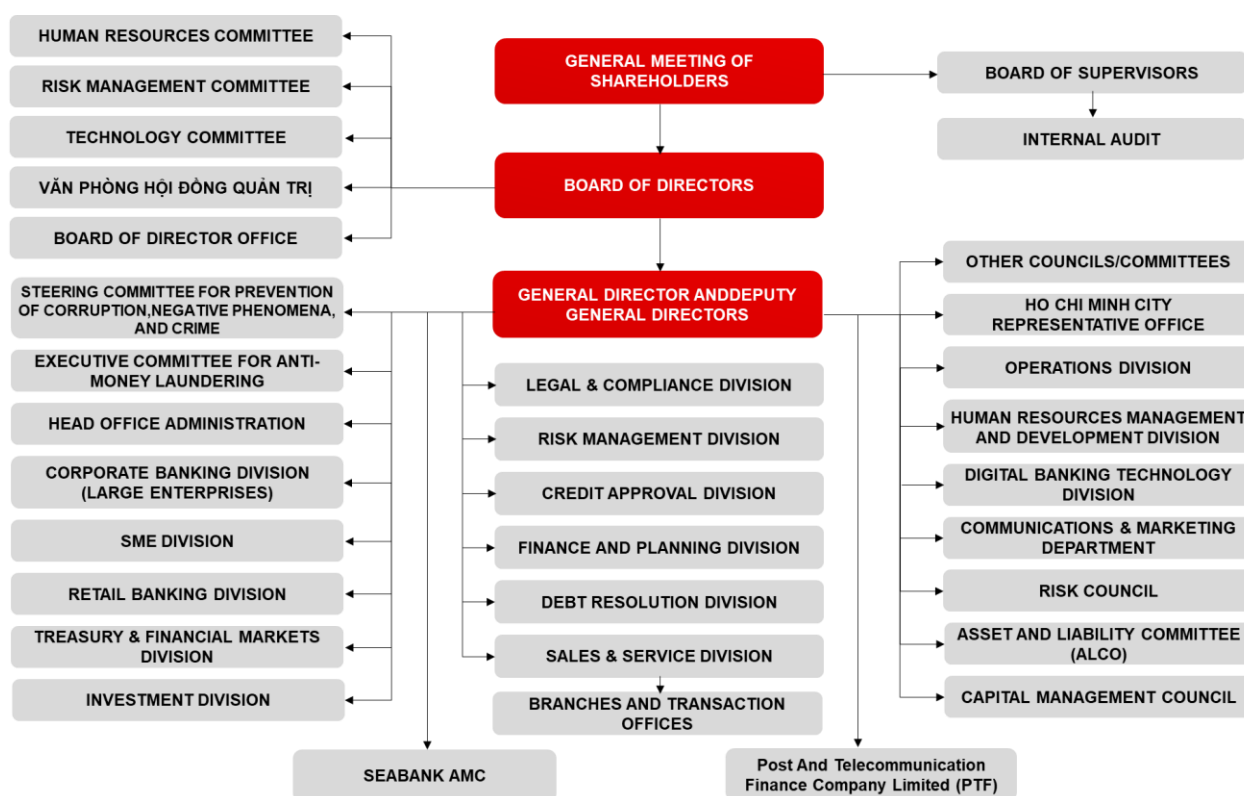 HUMAN RESOURCES COMMITTEE
RISK MANAGEMENT COMMITTEE
TECHNOLOGY COMMITTEE
VĂN PHÒNG HỘI ĐỒNG QUẢN TRỊ
BOARD OF DIRECTOR OFFICE
GENERAL MEETING OF
SHAREHOLDERS
BOARD OF DIRECTORS
GENERAL DIRECTOR ANDDEPUTY
GENERAL DIRECTORS
BOARD OF SUPERVISORS
INTERNAL AUDIT
STEERING COMMITTEE FOR PREVENTION
OF CORRUPTION,NEGATIVE PHENOMENA,
AND CRIME
EXECUTIVE COMMITTEE FOR ANTI-
MONEY LAUNDERING
HEAD OFFICE ADMINISTRATION
CORPORATE BANKING DIVISION
(LARGE ENTERPRISES)
SME DIVISION
RETAIL BANKING DIVISION
TREASURY & FINANCIAL MARKETS
DIVISION
INVESTMENT DIVISION
LEGAL & COMPLIANCE DIVISION
RISK MANAGEMENT DIVISION
CREDIT APPROVAL DIVISION
FINANCE AND PLANNING DIVISION
DEBT RESOLUTION DIVISION
SALES & SERVICE DIVISION
BRANCHES AND TRANSACTION
OFFICES
OTHER COUNCILS/COMMITTEES
HO CHI MINH CITY
REPRESENTATIVE OFFICE
OPERATIONS DIVISION
HUMAN RESOURCES MANAGEMENT
AND DEVELOPMENT DIVISION
DIGITAL BANKING TECHNOLOGY
DIVISION
COMMUNICATIONS & MARKETING
DEPARTMENT
RISK COUNCIL
ASSET AND LIABILITY COMMITTEE
(ALCO)
CAPITAL MANAGEMENT COUNCIL
SEABANK AMC
Post And Telecommunication
Finance Company Limited (PTF)